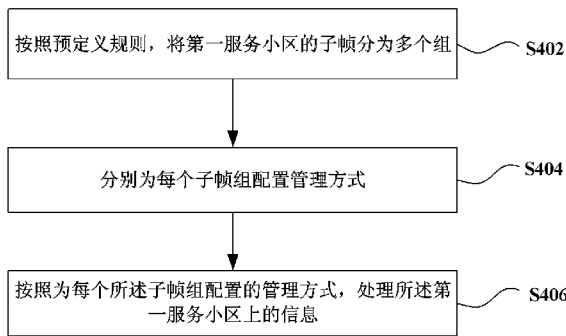 按照预定义规则，将第一服务小区的子帧分为多个组
S402
分别为每个子帧组配置管理方式
S404
按照为每个所述子帧组配置的管理方式，处理所述第
一服务小区上的信息
S406